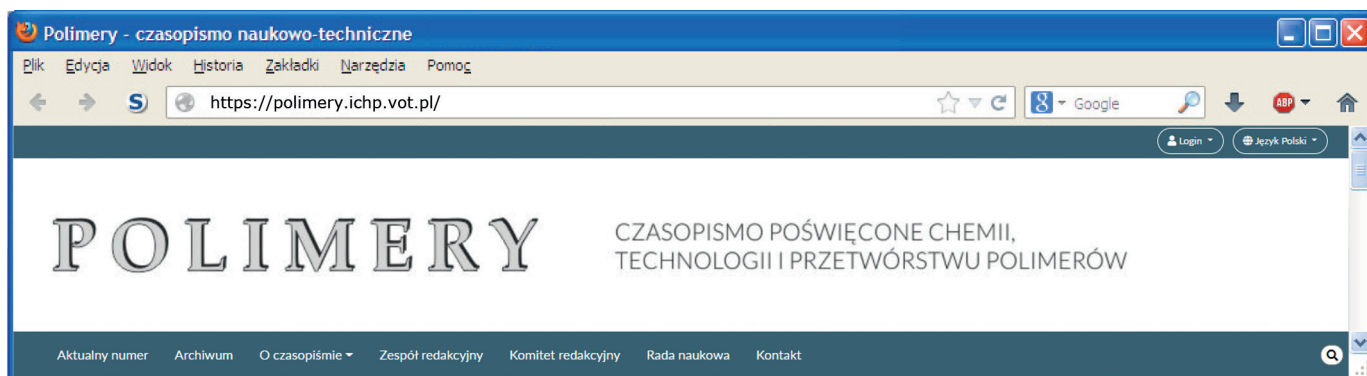 Polimery - czasopismo naukowo-techniczne
Plik Edycja Widok Historia Zakładki Narzędzia Pomoc
S https://polimery.ichp.vot.pl/ 8 Google ABP
Login Język Polski
POLIMERY
CZASOPISMO POŚWIĘCONE CHEMII,
TECHNOLOGII I PRZETWÓRSTWU POLIMERÓW
Aktualny numer Archiwum O czasopiśmie Zespół redakcyjny Komitet redakcyjny Rada naukowa Kontakt